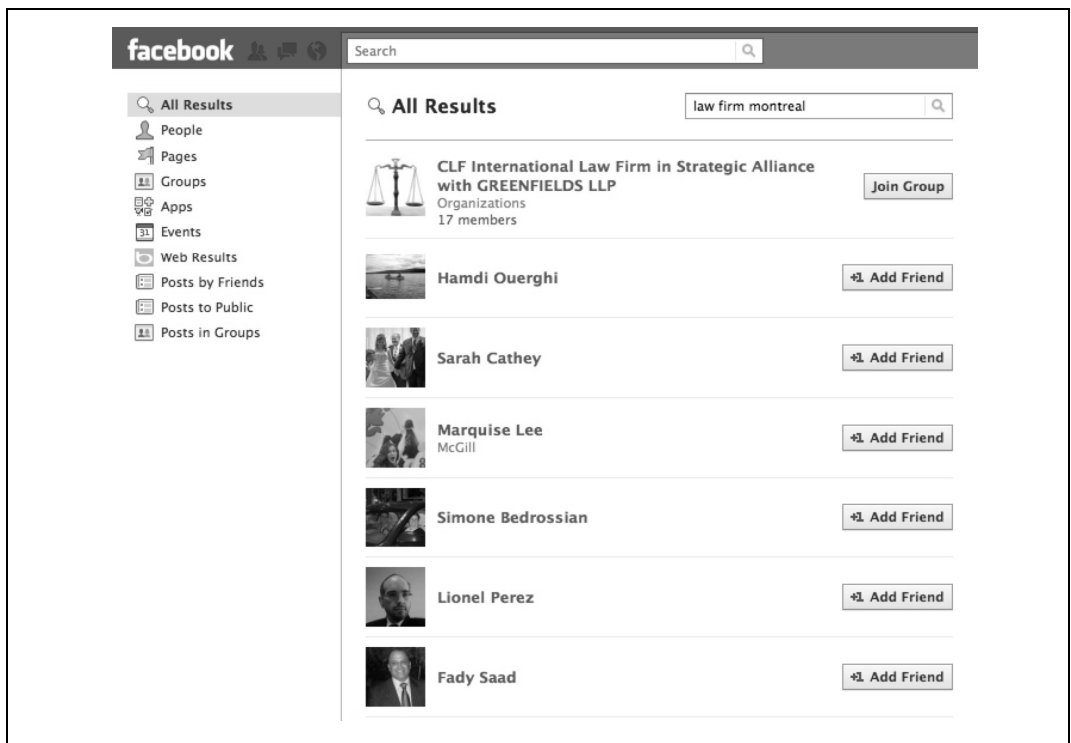 facebook
Search
All Results
People
Pages
Groups
Apps
31 Events
Web Results
Posts by Friends
Posts to Public
Posts in Groups
All Results
law firm montreal
CLF International Law Firm in Strategic Alliance
with GREENFIELDS LLP
Organizations
17 members
Join Group
Hamdi Ouerghi
+1 Add Friend
Sarah Cathey
+1 Add Friend
Marquise Lee
McGill
+1 Add Friend
Simone Bedrossian
+1 Add Friend
Lionel Perez
+1 Add Friend
Fady Saad
+1 Add Friend